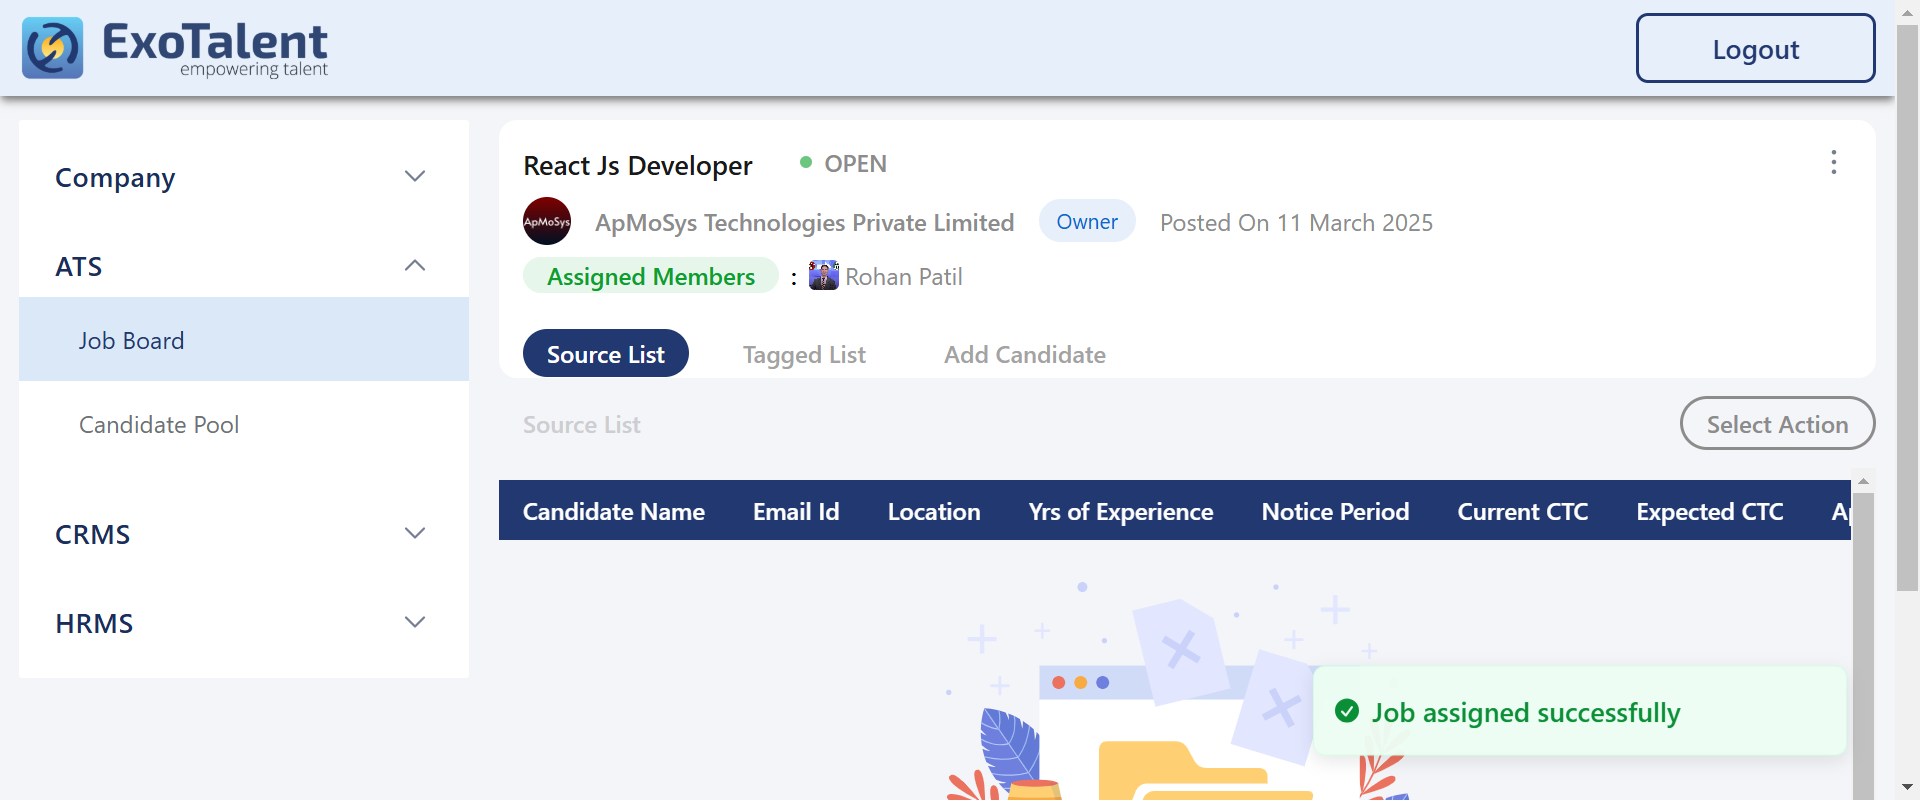 ExoTalent
empowering talent
Logout
Company
ATS
Job Board
Candidate Pool
CRMS
HRMS
React Js Developer
OPEN
ApMoSys
ApMoSys Technologies Private Limited
Owner
Posted On 11 March 2025
Assigned Members : Rohan Patil
Source List
Tagged List
Add Candidate
Source List
Select Action
Candidate Name
Email Id
Location
Yrs of Experience
Notice Period
Current CTC
Expected CTC
Job assigned successfully